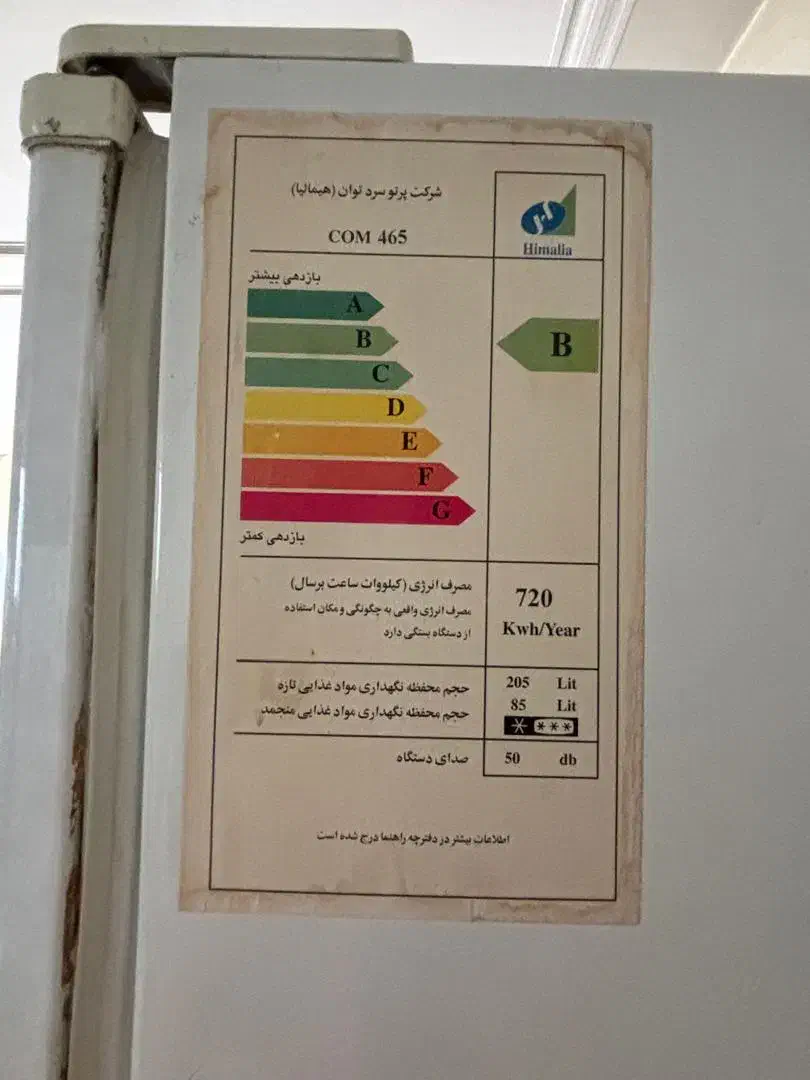 شرکت پرتو سرد توان (هیمالیا)
COM 465
Himalia
بازدهی بیشتر
A
B
C
D
E
F
G
B
بازدهی کمتر
مصرف انرژی (کیلووات ساعت برسال)
مصرف انرژی واقعی به چگونگی و مکان استفاده
از دستگاه بستگی دارد
720
Kwh/Year
حجم محفظه نگهداری مواد غذایی تازه
205 Lit
حجم محفظه نگهداری مواد غذایی منجمد
85 Lit
صدای دستگاه
50 db
اطلاعات بیشتر در دفترچه راهنما درج شده است